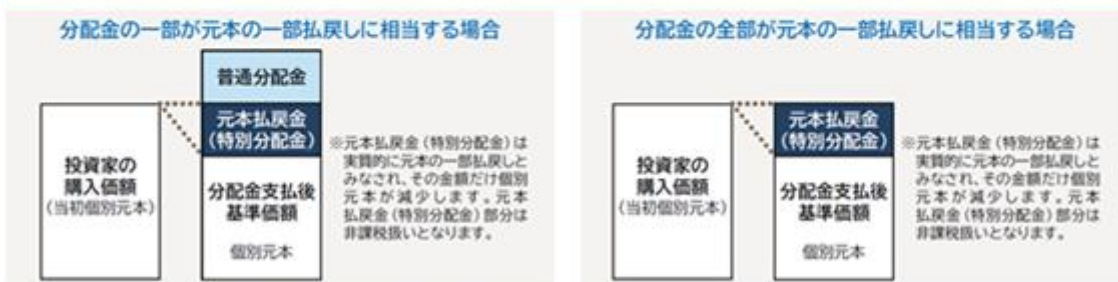 分配金の一部が元本の一部払戻しに相当する場合
普通分配金
元本払戻金
(特別分配金)
投資家の
購入価額
(当初個別元本)
分配金支払後
基準価額
個別元本
※元本払戻金(特別分配金)は
実質的に元本の一部払戻しと
みなされ、その金額だけ個別
元本が減少します。元本
払戻金(特別分配金)部分は
非課税扱いとなります。
分配金の全部が元本の一部払戻しに相当する場合
元本払戻金
(特別分配金)
投資家の
購入価額
(当初個別元本)
分配金支払後
基準価額
個別元本
※元本払戻金(特別分配金)は
実質的に元本の一部払戻しと
みなされ、その金額だけ個別
元本が減少します。元本
払戻金(特別分配金)部分は
非課税扱いとなります。